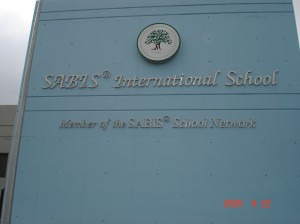 SABIS® International School
Member of the SABIS® School Network